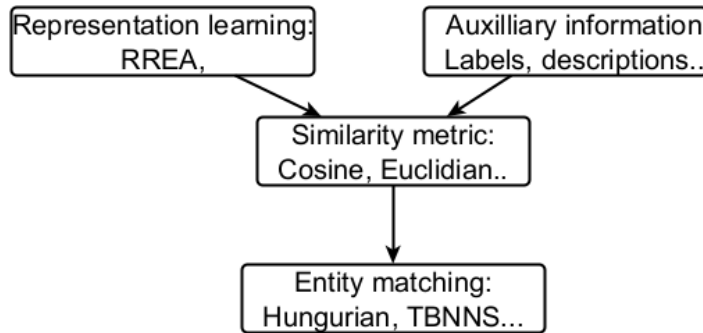 Representation learning:
RREA,
Auxilliary information
Labels, descriptions..
Similarity metric:
Cosine, Euclidian..
Entity matching:
Hungurian, TBNNS...